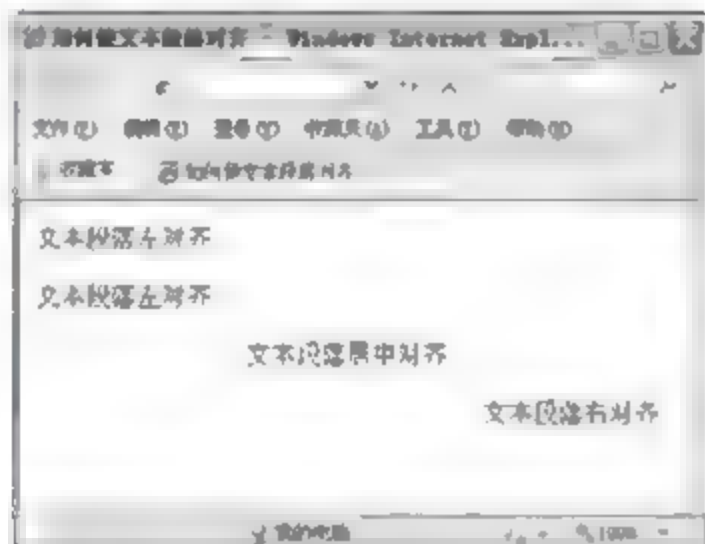 如何使文本段落对齐 - Windows Internet Expl...
文件(F) 编辑(E) 查看(V) 收藏夹(A) 工具(T) 帮助(H)
收藏夹 如何使文本段落对齐
文本段落左对齐
文本段落左对齐
文本段落居中对齐
文本段落右对齐
我的电脑 100%